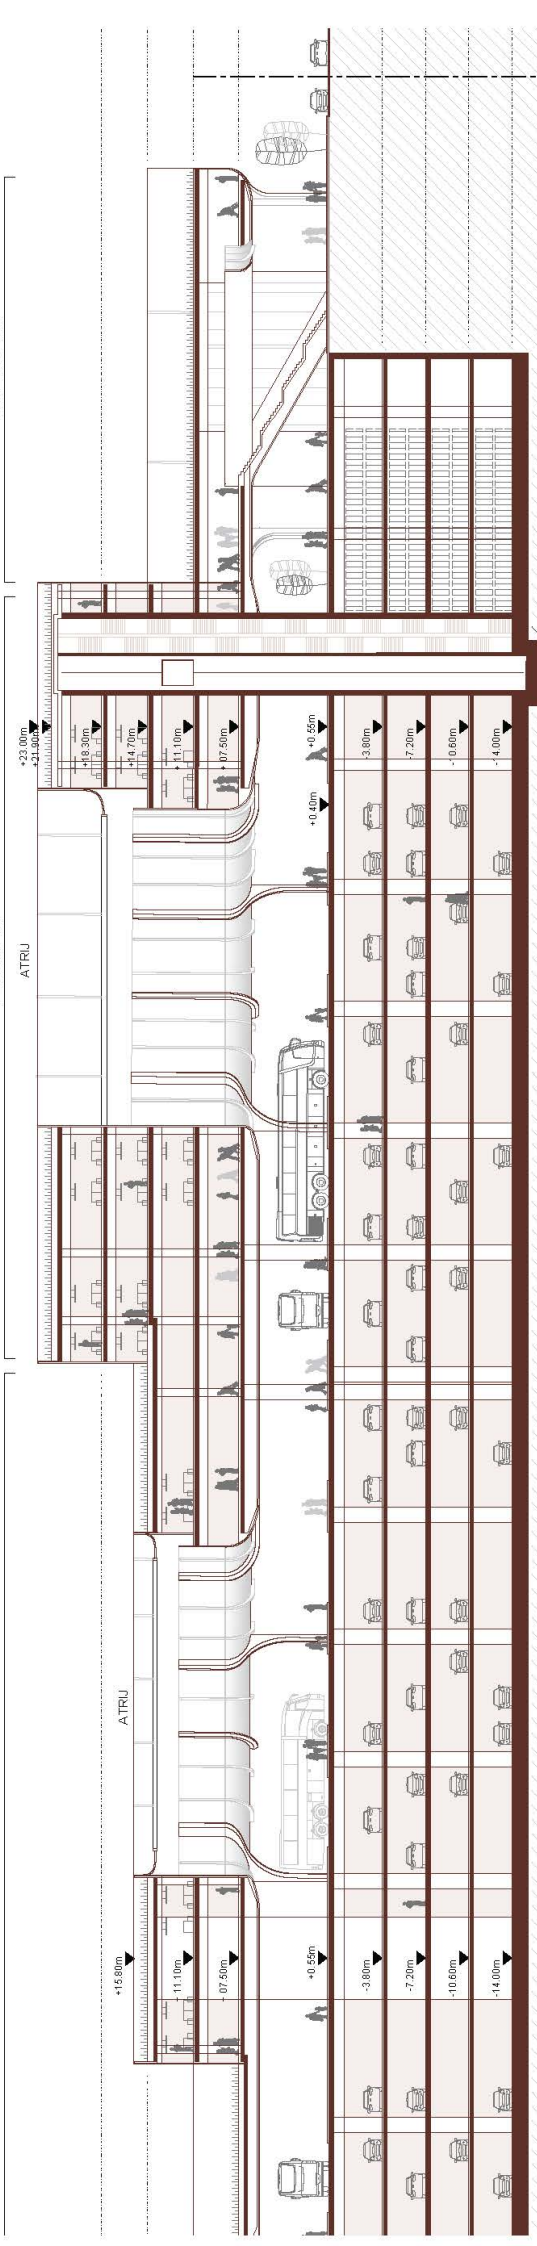 +23.00m
+21.90m
+18.30m
+14.70m
+11.10m
+07.50m
+0.55m
+0.40m
-3.80m
-7.20m
-10.60m
-14.00m
ATRIJ
ATRIJ
+15.80m
11.10m
07.50m
+0.55m
-3.80m
-7.20m
-10.60m
-14.00m